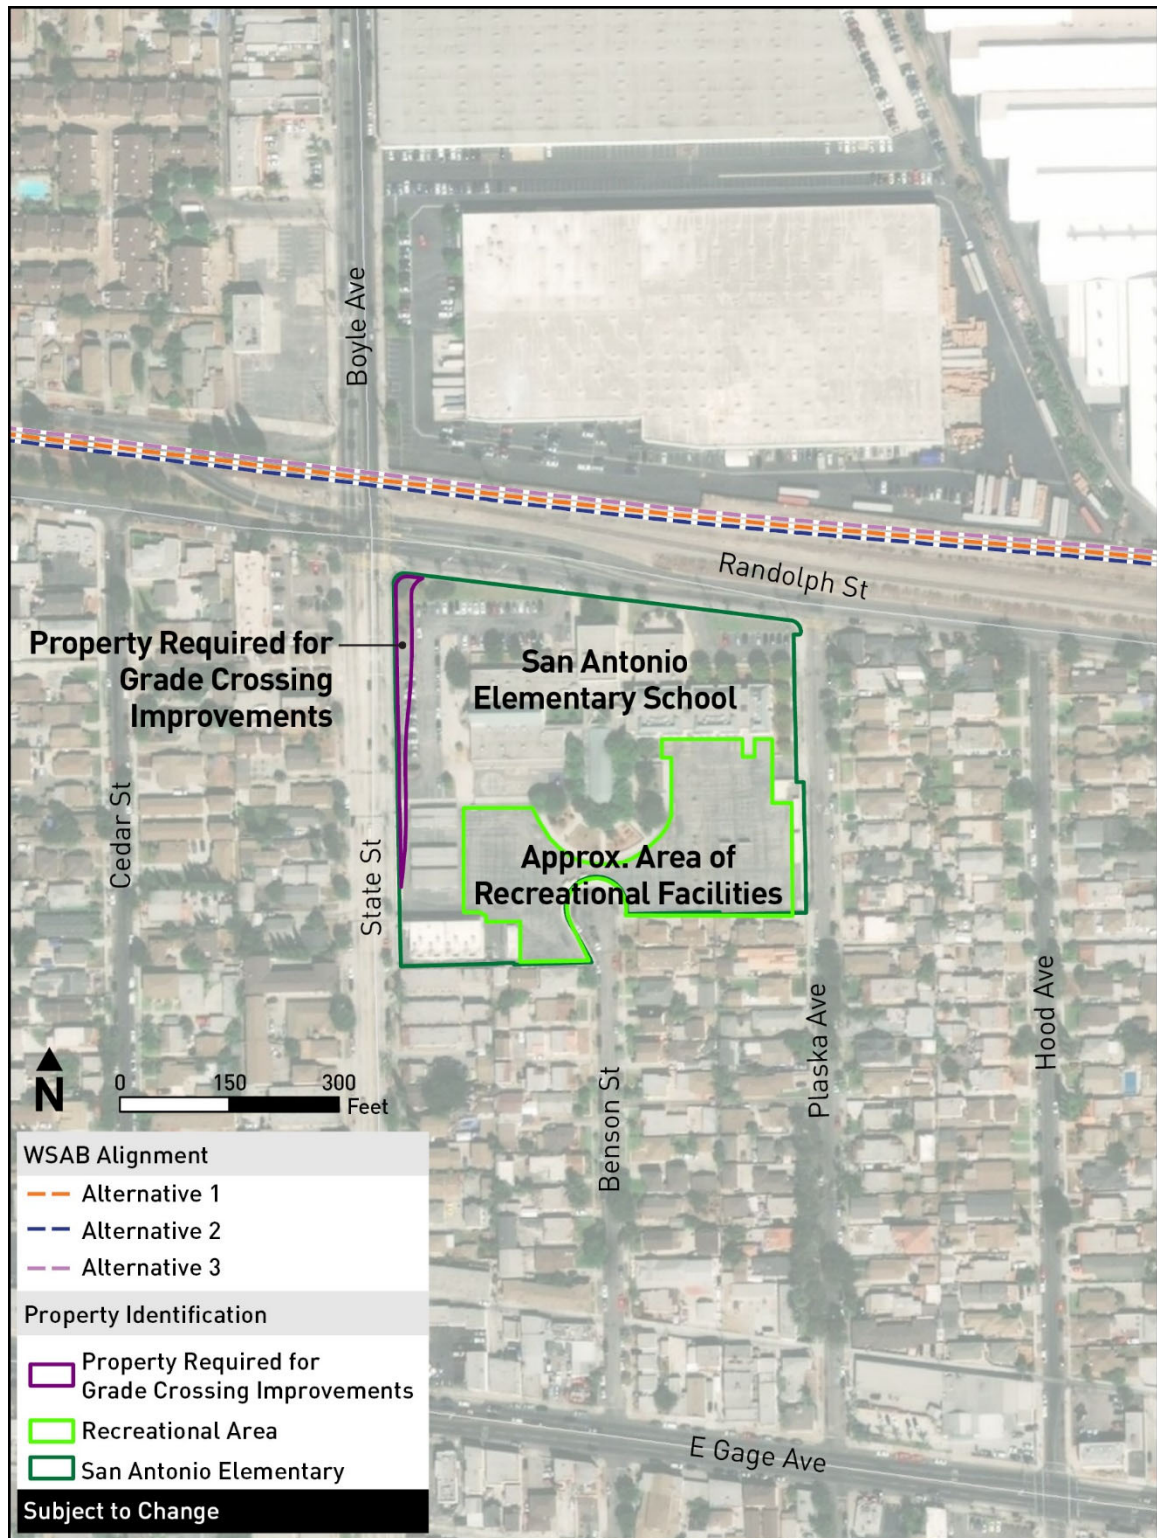 Boyle Ave
Randolph St
Property Required for
Grade Crossing
Improvements
San Antonio
Elementary School
Cedar St
State St
Approx. Area of
Recreational Facilities
Plaska Ave
Hood Ave
Benson St
N
0 150 300
Feet
WSAB Alignment
Alternative 1
Alternative 2
Alternative 3
Property Identification
Property Required for
Grade Crossing Improvements
Recreational Area
San Antonio Elementary
Subject to Change
E Gage Ave